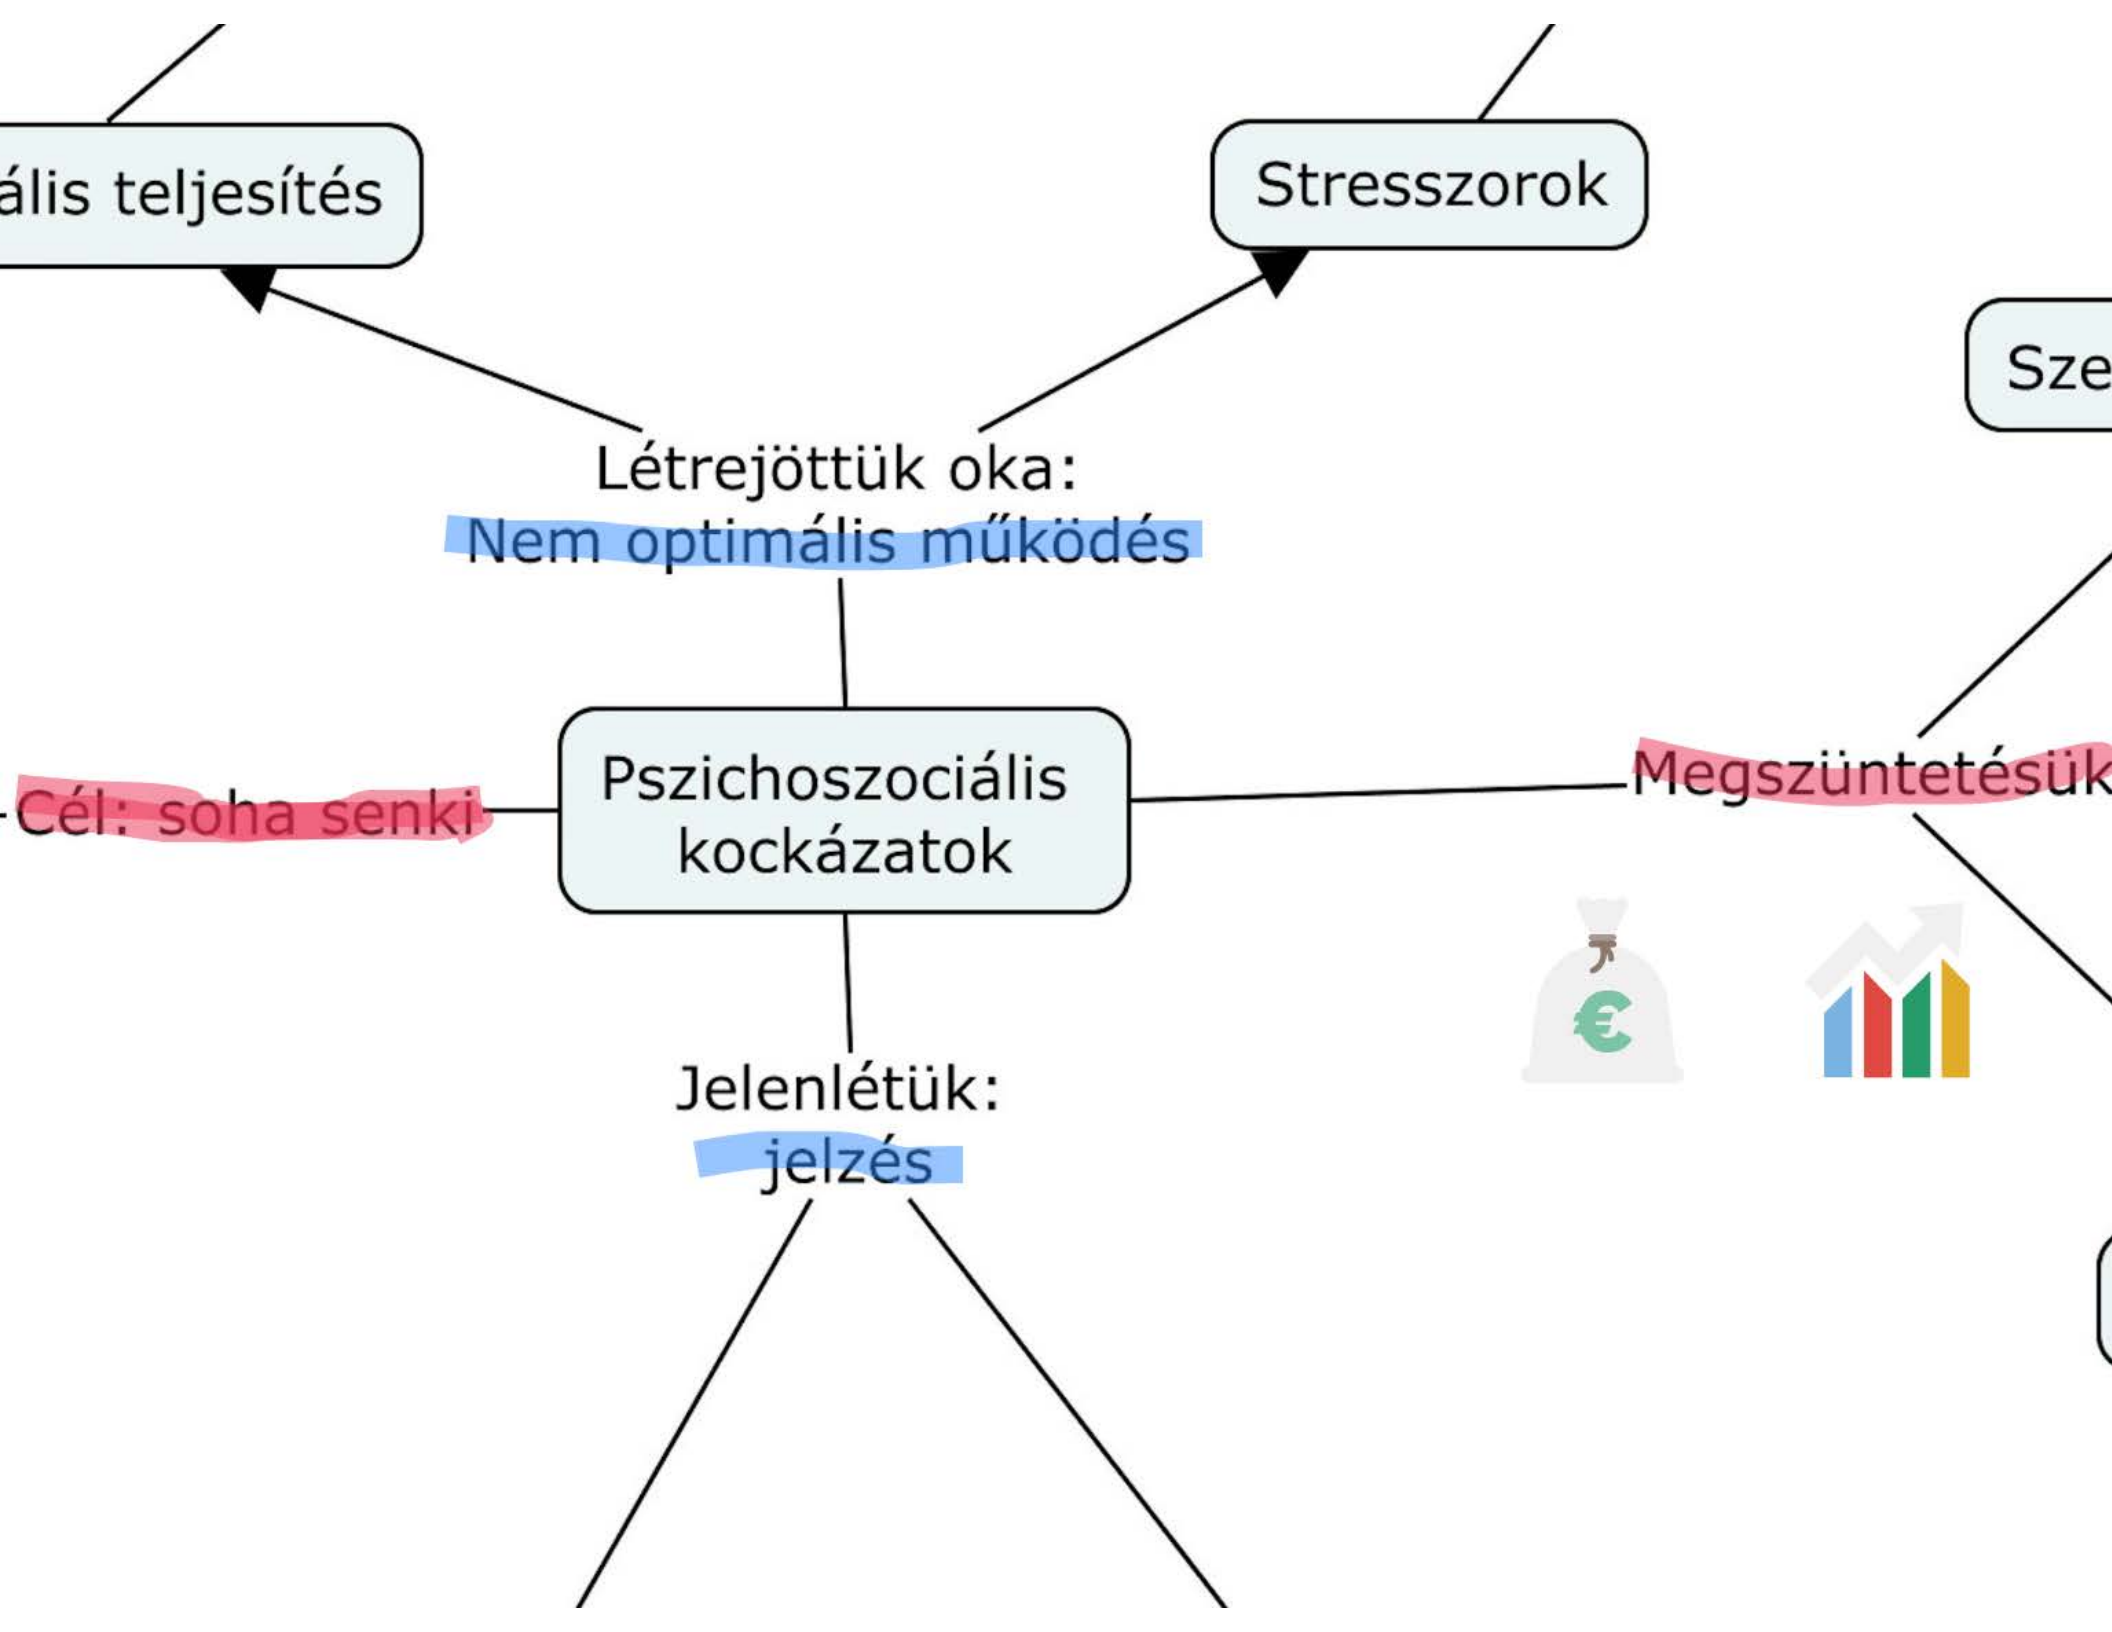 ális teljesítés
Stresszorok
Sze
Létrejöttük oka:
Nem optimális működés
Pszichoszociális
kockázatok
Megszüntetésük
Cél: soha senki
€
Jelenlétük:
jelzés